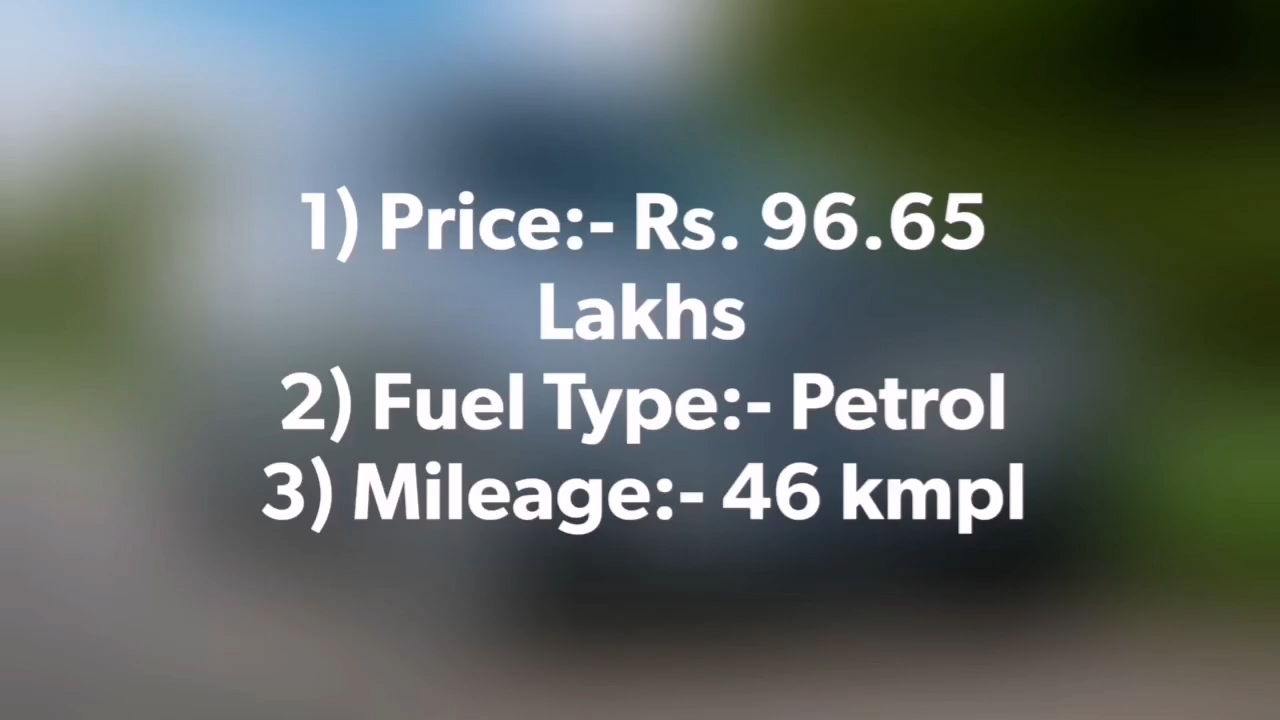 1) Price:- Rs. 96.65
Lakhs
2) Fuel Type:- Petrol
3) Mileage:- 46 kmpl